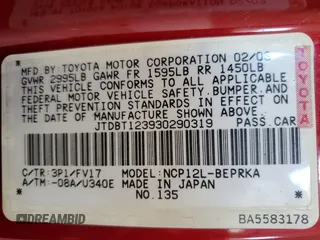 MFD BY: TOYOTA MOTOR CORPORATION 02/03
GVWR 2995LB GAWR FR 1595LB RR 1450LB
THIS VEHICLE CONFORMS TO ALL APPLICABLE
FEDERAL MOTOR VEHICLE SAFETY, BUMPER, AND
THEFT PREVENTION STANDARDS IN EFFECT ON
THE DATE OF MANUFACTURE SHOWN ABOVE.
JTDBT123930290319 PASS.CAR
TOYOTA
C/TR: 3P1/FV17 MODEL: NCP12L-BEPRKA
A/TM: -08A/U340E MADE IN JAPAN
NO.135
DREAMBID
BA5583178